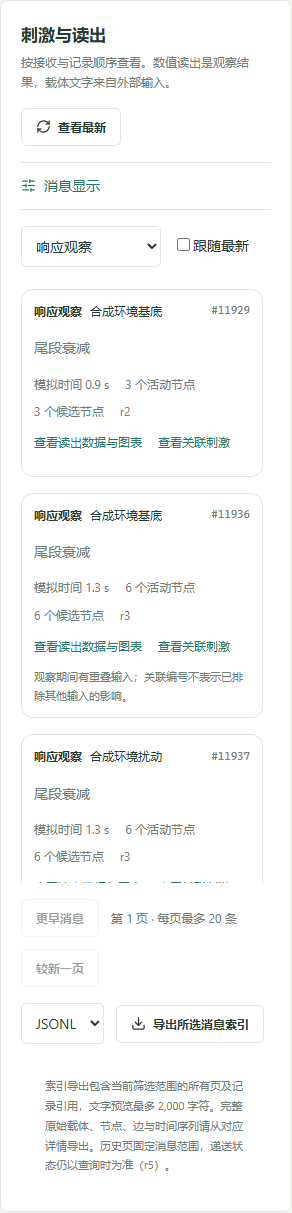 刺激与读出
按接收与记录顺序查看。数值读出是观察结
果，载体文字来自外部输入。
查看最新
消息显示
响应观察
跟随最新
响应观察 合成环境基底 #11929
尾段衰减
模拟时间 0.9 s 3 个活动节点
3 个候选节点 r2
查看读出数据与图表 查看关联刺激
响应观察 合成环境基底 #11936
尾段衰减
模拟时间 1.3 s 6 个活动节点
6 个候选节点 r3
查看读出数据与图表 查看关联刺激
观察期间有重叠输入；关联编号不表示已排
除其他输入的影响。
响应观察 合成环境扰动 #11937
尾段衰减
模拟时间 1.3 s 6 个活动节点
6 个候选节点 r3
更早消息 第 1 页 · 每页最多 20 条
较新一页
JSONL 导出所选消息索引
索引导出包含当前筛选范围的所有页及记
录引用，文字预览最多 2,000 字符。完整
原始载体、节点、边与时间序列请从对应
详情导出。历史页固定消息范围，递送状
态仍以查询时为准（r5）。